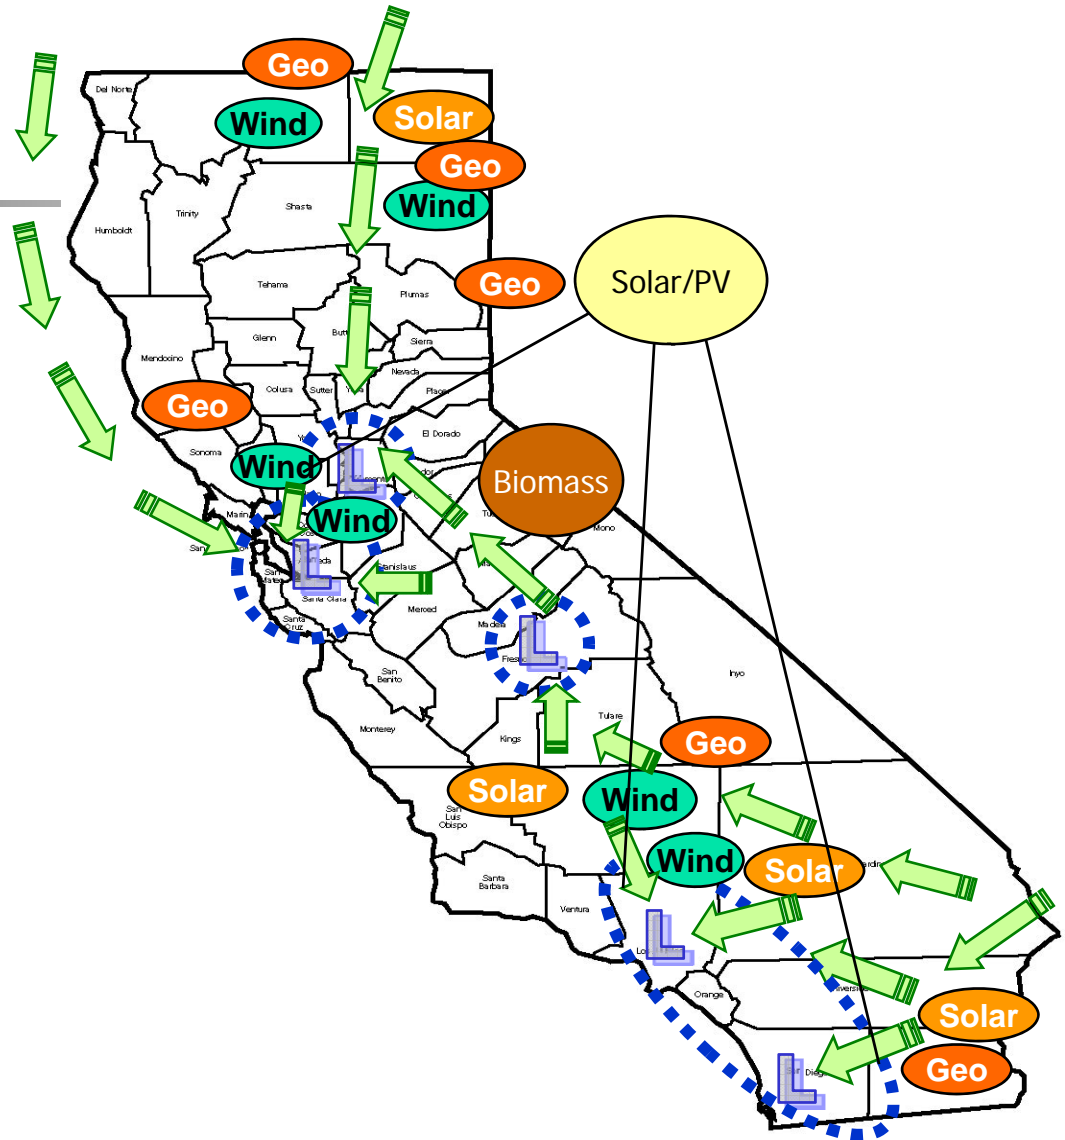 Geo
Del Norte
Solar
Wind
Geo
Wind
Shasta
Trinity
Humboldt
Solar/PV
Geo
Tehama
Plumas
Glenn
Sierra
Mendocino
Nevada
Colusa
Sutter
Geo
El Dorado
Sonoma
Wind
L
Biomass
Wind
Marin
Mono
L
Stanislaus
Santa Clara
Merced
Santa
Cruz
Madera
L
Fresno
San
Benito
Inyo
Tulare
Monterey
Kings
Geo
Solar
Wind
San
Luis
Obispo
Wind
Solar
Santa
Barbara
Ventura
L
Orange
Riverside
Solar
L
San Diego
Geo